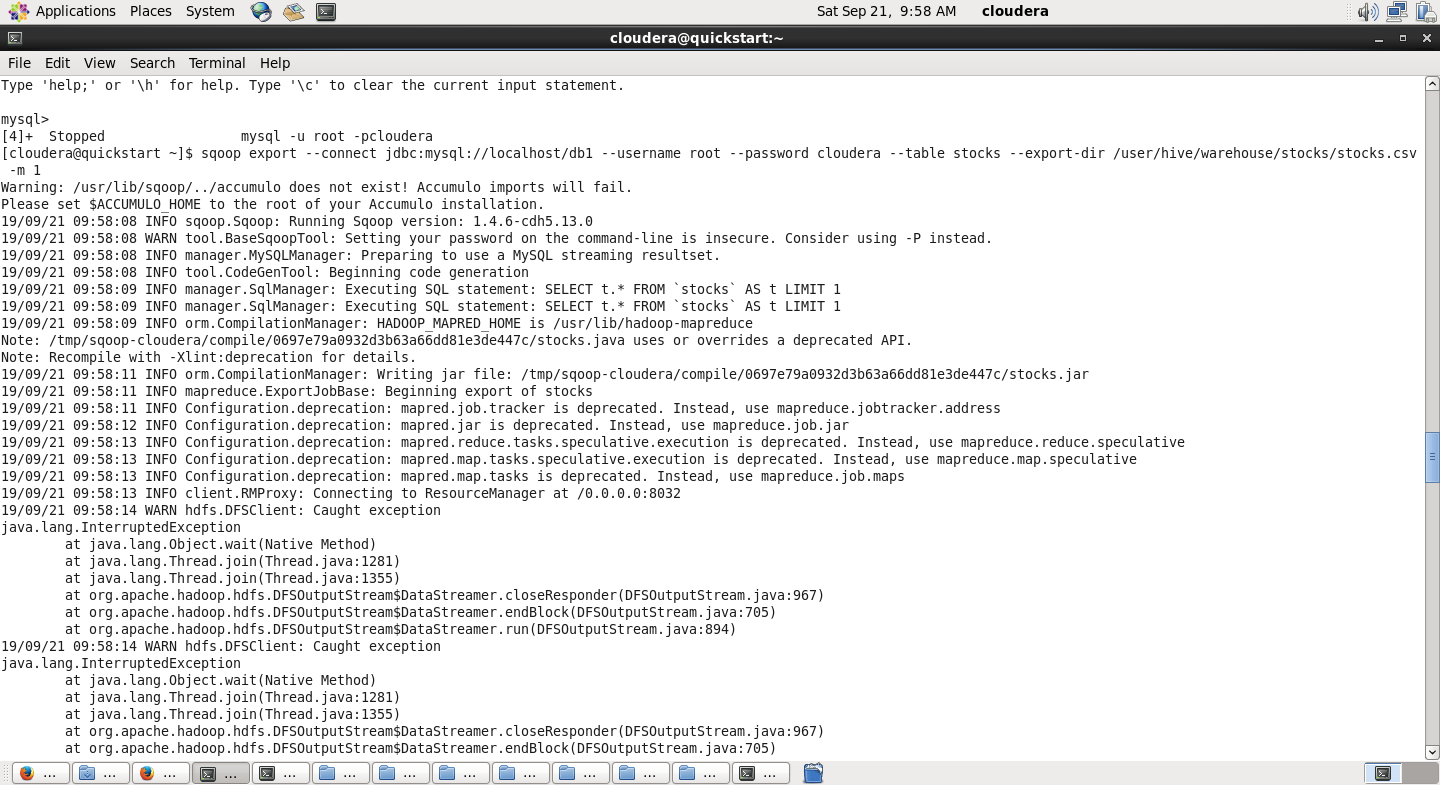 Applications Places System Sat Sep 21, 9:58 AM cloudera
cloudera@quickstart:~
File Edit View Search Terminal Help
Type 'help;' or '\h' for help. Type '\c' to clear the current input statement.
mysql>
[4]+  Stopped                 mysql -u root -pcloudera
[cloudera@quickstart ~]$ sqoop export --connect jdbc:mysql://localhost/db1 --username root --password cloudera --table stocks --export-dir /user/hive/warehouse/stocks/stocks.csv
 -m 1
Warning: /usr/lib/sqoop/../accumulo does not exist! Accumulo imports will fail.
Please set $ACCUMULO_HOME to the root of your Accumulo installation.
19/09/21 09:58:08 INFO sqoop.Sqoop: Running Sqoop version: 1.4.6-cdh5.13.0
19/09/21 09:58:08 WARN tool.BaseSqoopTool: Setting your password on the command-line is insecure. Consider using -P instead.
19/09/21 09:58:08 INFO manager.MySQLManager: Preparing to use a MySQL streaming resultset.
19/09/21 09:58:08 INFO tool.CodeGenTool: Beginning code generation
19/09/21 09:58:09 INFO manager.SqlManager: Executing SQL statement: SELECT t.* FROM `stocks` AS t LIMIT 1
19/09/21 09:58:09 INFO manager.SqlManager: Executing SQL statement: SELECT t.* FROM `stocks` AS t LIMIT 1
19/09/21 09:58:09 INFO orm.CompilationManager: HADOOP_MAPRED_HOME is /usr/lib/hadoop-mapreduce
Note: /tmp/sqoop-cloudera/compile/0697e79a0932d3b63a66dd81e3de447c/stocks.java uses or overrides a deprecated API.
Note: Recompile with -Xlint:deprecation for details.
19/09/21 09:58:11 INFO orm.CompilationManager: Writing jar file: /tmp/sqoop-cloudera/compile/0697e79a0932d3b63a66dd81e3de447c/stocks.jar
19/09/21 09:58:11 INFO mapreduce.ExportJobBase: Beginning export of stocks
19/09/21 09:58:11 INFO Configuration.deprecation: mapred.job.tracker is deprecated. Instead, use mapreduce.jobtracker.address
19/09/21 09:58:12 INFO Configuration.deprecation: mapred.jar is deprecated. Instead, use mapreduce.job.jar
19/09/21 09:58:13 INFO Configuration.deprecation: mapred.reduce.tasks.speculative.execution is deprecated. Instead, use mapreduce.reduce.speculative
19/09/21 09:58:13 INFO Configuration.deprecation: mapred.map.tasks.speculative.execution is deprecated. Instead, use mapreduce.map.speculative
19/09/21 09:58:13 INFO Configuration.deprecation: mapred.map.tasks is deprecated. Instead, use mapreduce.job.maps
19/09/21 09:58:13 INFO client.RMProxy: Connecting to ResourceManager at /0.0.0.0:8032
19/09/21 09:58:14 WARN hdfs.DFSClient: Caught exception
java.lang.InterruptedException
        at java.lang.Object.wait(Native Method)
        at java.lang.Thread.join(Thread.java:1281)
        at java.lang.Thread.join(Thread.java:1355)
        at org.apache.hadoop.hdfs.DFSOutputStream$DataStreamer.closeResponder(DFSOutputStream.java:967)
        at org.apache.hadoop.hdfs.DFSOutputStream$DataStreamer.endBlock(DFSOutputStream.java:705)
        at org.apache.hadoop.hdfs.DFSOutputStream$DataStreamer.run(DFSOutputStream.java:894)
19/09/21 09:58:14 WARN hdfs.DFSClient: Caught exception
java.lang.InterruptedException
        at java.lang.Object.wait(Native Method)
        at java.lang.Thread.join(Thread.java:1281)
        at java.lang.Thread.join(Thread.java:1355)
        at org.apache.hadoop.hdfs.DFSOutputStream$DataStreamer.closeResponder(DFSOutputStream.java:967)
        at org.apache.hadoop.hdfs.DFSOutputStream$DataStreamer.endBlock(DFSOutputStream.java:705)
... ... ... ... ... ... ... ... ... ... ... ... ...